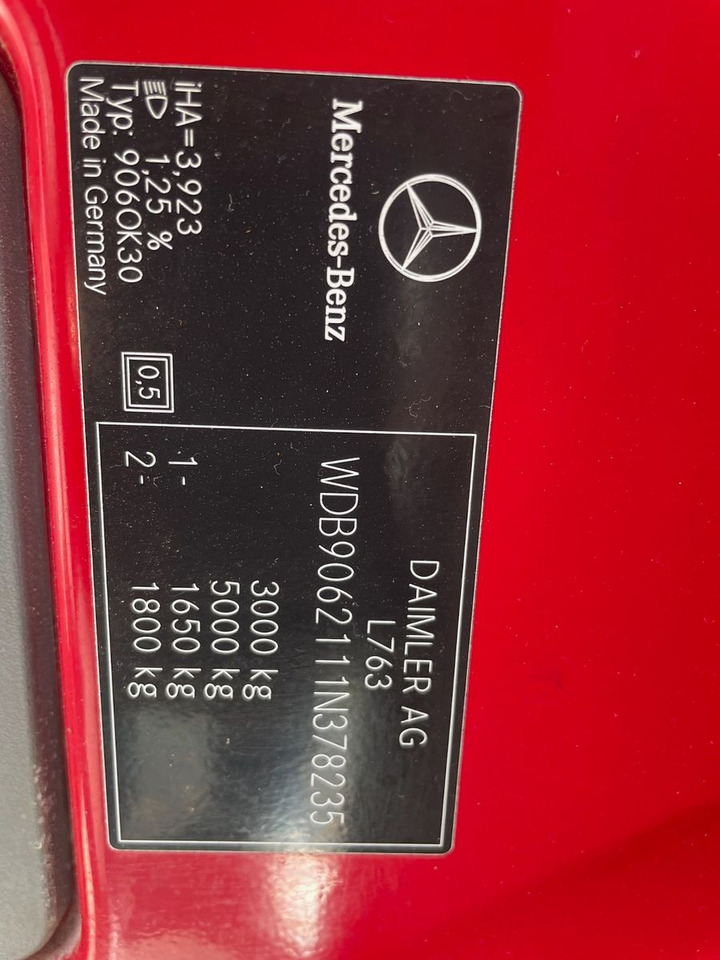 Mercedes-Benz
iHA=3,923
1,25 %
Typ: 906OK30
Made in Germany
0,5
DAIMLER AG
L763
WDB9062111N378235
3000 kg
5000 kg
1- 1650 kg
2- 1800 kg